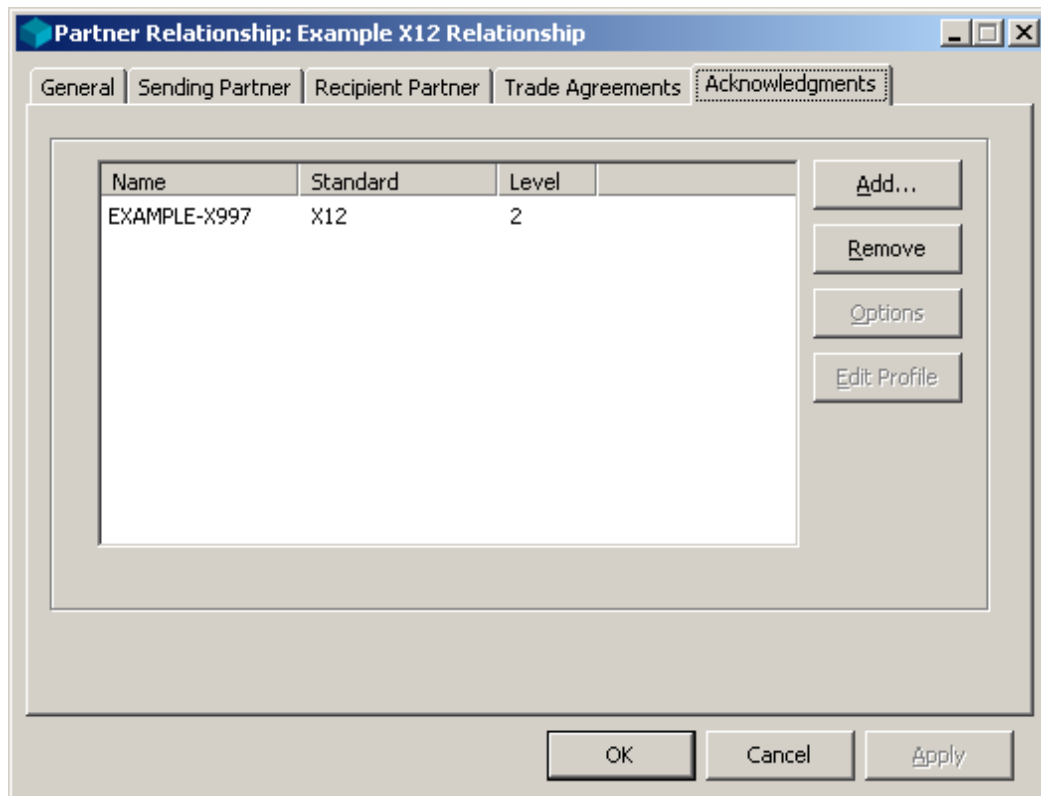 Partner Relationship: Example X12 Relationship
General Sending Partner Recipient Partner Trade Agreements Acknowledgments
Name Standard Level
EXAMPLE-X997 X12 2
Add...
Remove
Options
Edit Profile
OK Cancel Apply